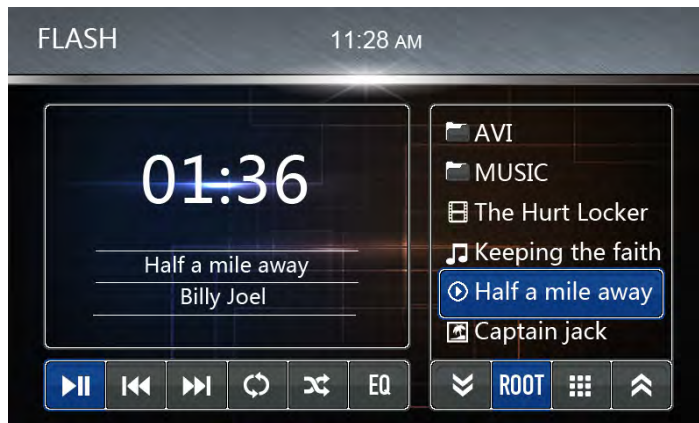 FLASH
11:28 AM
01:36
Half a mile away
Billy Joel
AVI
MUSIC
The Hurt Locker
Keeping the faith
Half a mile away
Captain jack
EQ
ROOT